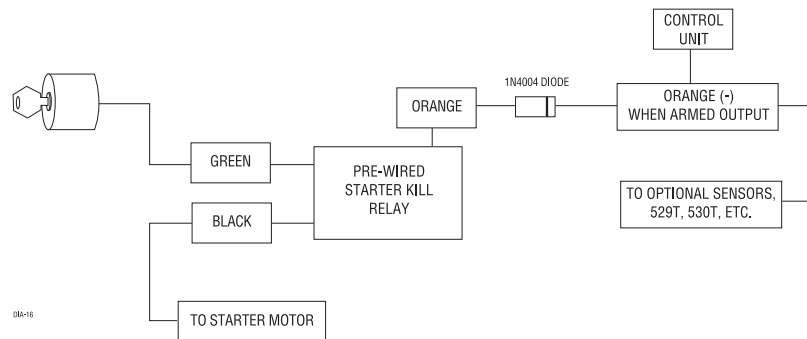 CONTROL
UNIT
1N4004 DIODE
ORANGE
ORANGE (-)
WHEN ARMED OUTPUT
GREEN
PRE-WIRED
STARTER KILL
RELAY
BLACK
TO OPTIONAL SENSORS,
529T, 530T, ETC.
DIA-16
TO STARTER MOTOR